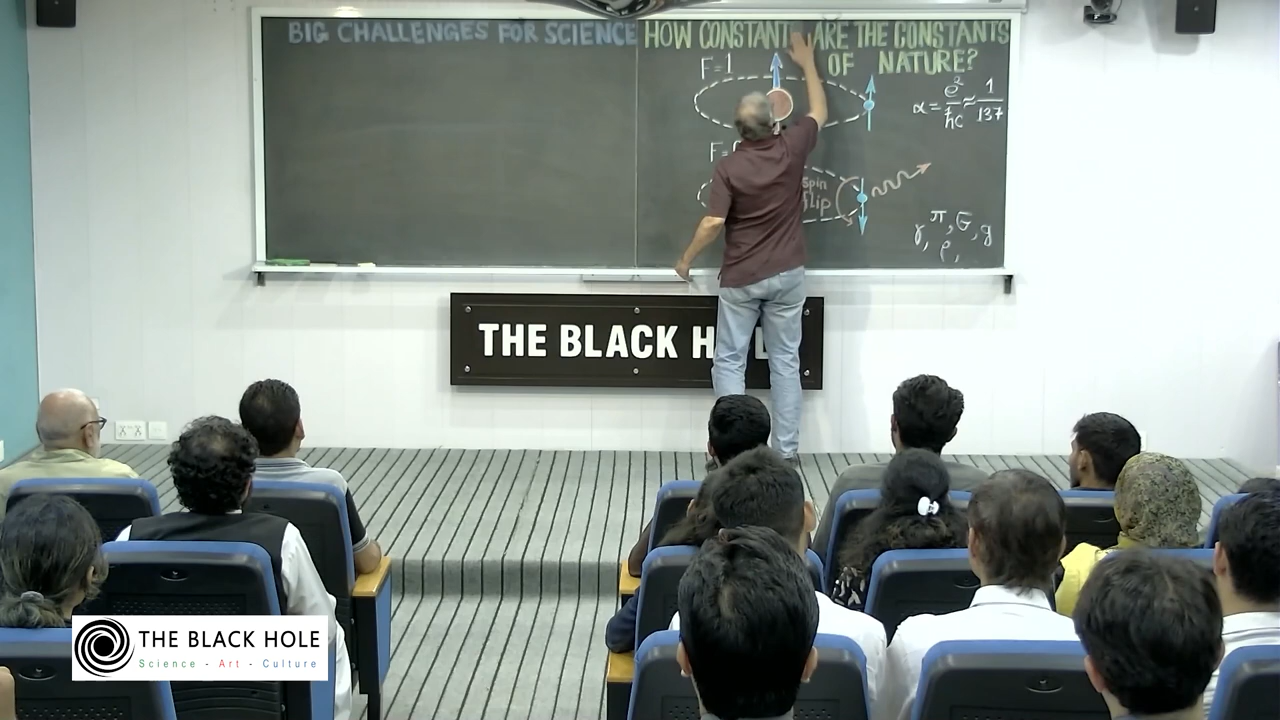 BIG CHALLENGES FOR SCIENCE
HOW CONSTANT ARE THE CONSTANTS
OF NATURE?
F=1
α = e²/ħc ≈ 1/137
F=
Spin
flip
γ, π, G, g
ρ,
THE BLACK H
THE BLACK HOLE
Science - Art - Culture